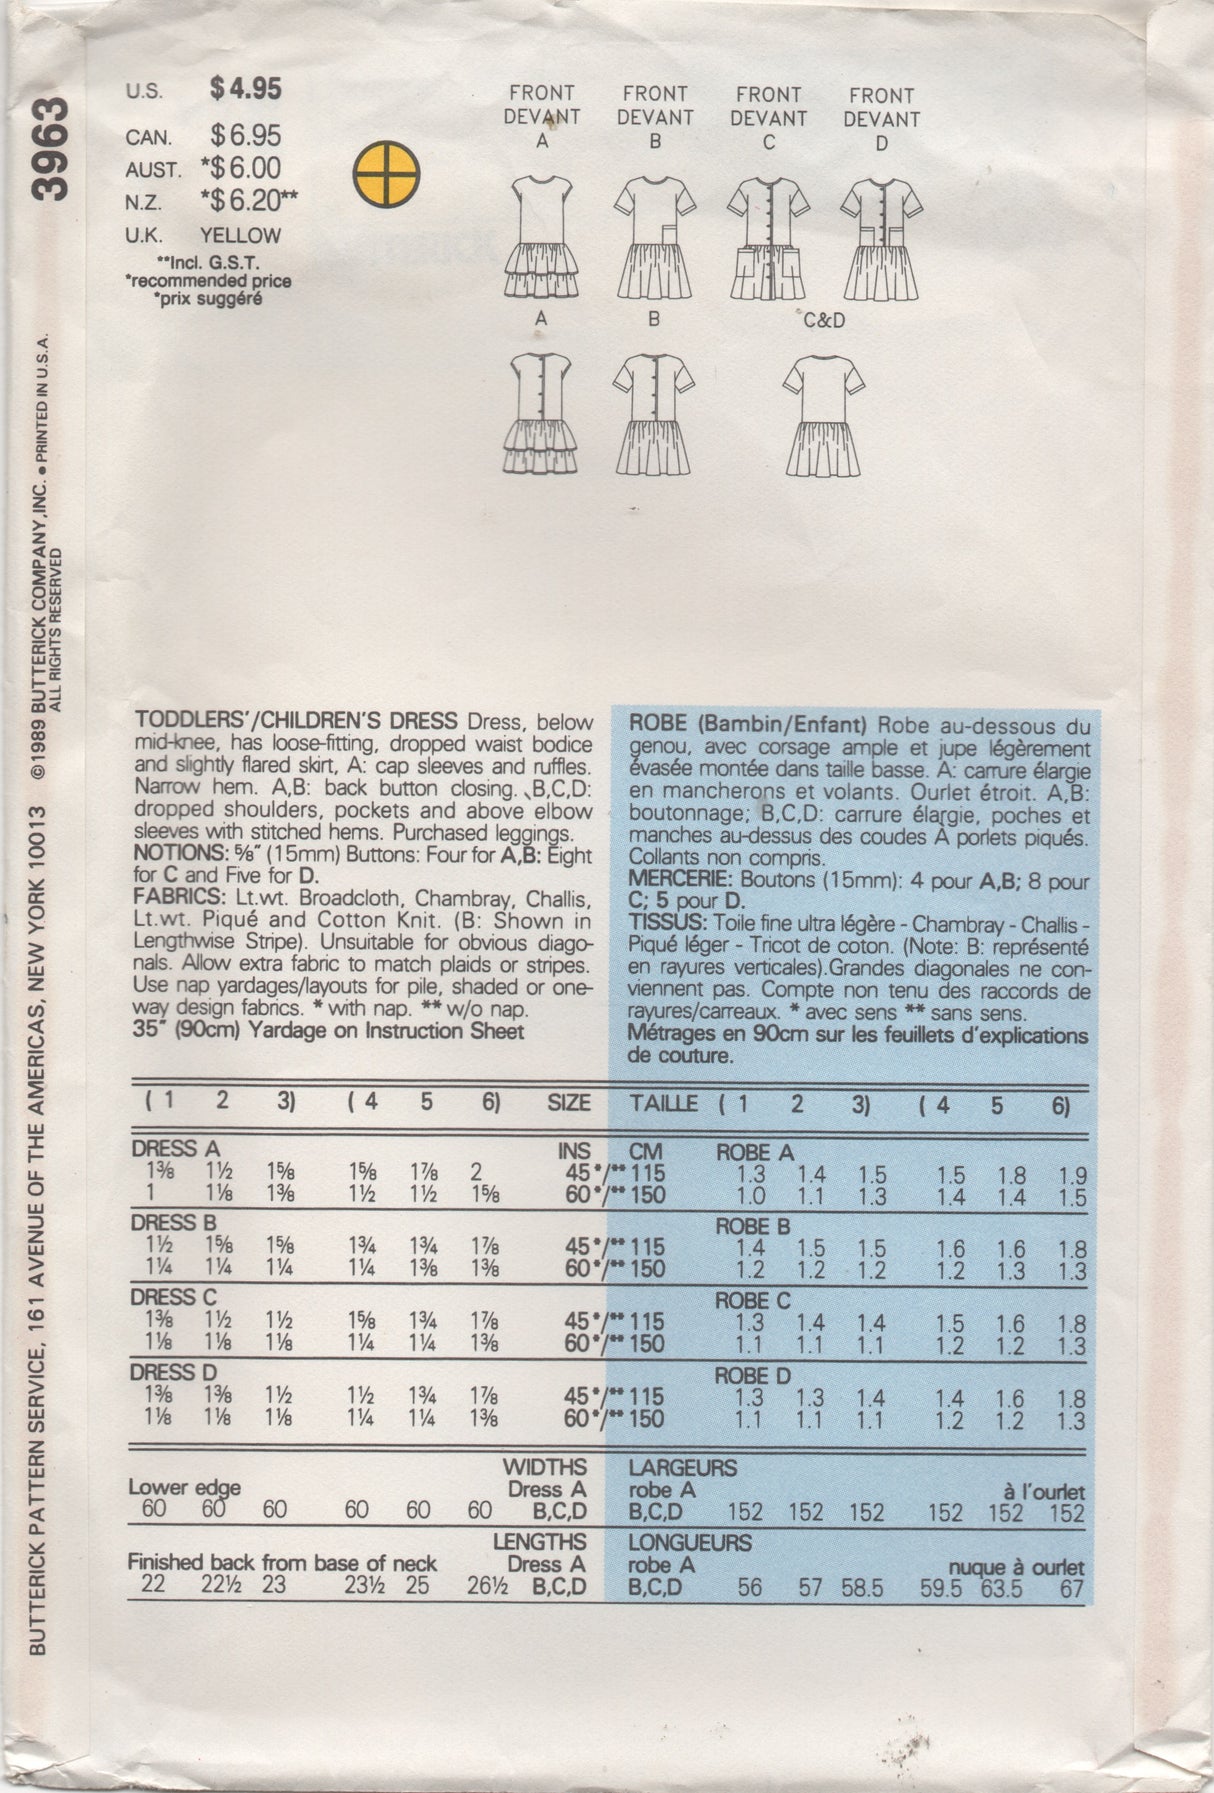 3963
©1989 BUTTERICK COMPANY, INC. • PRINTED IN U.S.A.
ALL RIGHTS RESERVED
BUTTERICK PATTERN SERVICE, 161 AVENUE OF THE AMERICAS, NEW YORK 10013
U.S. $4.95
CAN. $6.95
AUST. *$6.00
N.Z. *$6.20**
U.K. YELLOW
**Incl. G.S.T.
*recommended price
*prix suggéré
FRONT FRONT FRONT FRONT
DEVANT DEVANT DEVANT DEVANT
A B C D
A B C&D
TODDLERS'/CHILDREN'S DRESS Dress, below
mid-knee, has loose-fitting, dropped waist bodice
and slightly flared skirt, A: cap sleeves and ruffles.
Narrow hem. A,B: back button closing. B,C,D:
dropped shoulders, pockets and above elbow
sleeves with stitched hems. Purchased leggings.
NOTIONS: ⅝" (15mm) Buttons: Four for A,B: Eight
for C and Five for D.
FABRICS: Lt.wt. Broadcloth, Chambray, Challis,
Lt.wt. Piqué and Cotton Knit. (B: Shown in
Lengthwise Stripe). Unsuitable for obvious diago-
nals. Allow extra fabric to match plaids or stripes.
Use nap yardages/layouts for pile, shaded or one-
way design fabrics. * with nap. ** w/o nap.
35" (90cm) Yardage on Instruction Sheet
ROBE (Bambin/Enfant) Robe au-dessous du
genou, avec corsage ample et jupe légèrement
évasée montée dans taille basse. A: carrure élargie
en mancherons et volants. Ourlet étroit. A,B:
boutonnage; B,C,D: carrure élargie, poches et
manches au-dessus des coudes À porlets piqués.
Collants non compris.
MERCERIE: Boutons (15mm): 4 pour A,B; 8 pour
C; 5 pour D.
TISSUS: Toile fine ultra légère - Chambray - Challis -
Piqué léger - Tricot de coton. (Note: B: représenté
en rayures verticales).Grandes diagonales ne con-
viennent pas. Compte non tenu des raccords de
rayures/carreaux. * avec sens ** sans sens.
Métrages en 90cm sur les feuillets d'explications
de couture.
( 1 2 3) ( 4 5 6) SIZE TAILLE ( 1 2 3) ( 4 5 6)
DRESS A INS CM ROBE A
1⅜ 1½ 1⅝ 1⅝ 1⅞ 2 45*/** 115 1.3 1.4 1.5 1.5 1.8 1.9
1 1⅛ 1⅜ 1½ 1½ 1⅝ 60*/** 150 1.0 1.1 1.3 1.4 1.4 1.5
DRESS B ROBE B
1½ 1⅝ 1⅝ 1¾ 1¾ 1⅞ 45*/** 115 1.4 1.5 1.5 1.6 1.6 1.8
1¼ 1¼ 1¼ 1¼ 1⅜ 1⅜ 60*/** 150 1.2 1.2 1.2 1.2 1.3 1.3
DRESS C ROBE C
1⅜ 1½ 1½ 1⅝ 1¾ 1⅞ 45*/** 115 1.3 1.4 1.4 1.5 1.6 1.8
1⅛ 1⅛ 1⅛ 1¼ 1¼ 1⅜ 60*/** 150 1.1 1.1 1.1 1.2 1.2 1.3
DRESS D ROBE D
1⅜ 1⅜ 1½ 1½ 1¾ 1⅞ 45*/** 115 1.3 1.3 1.4 1.4 1.6 1.8
1⅛ 1⅛ 1⅛ 1¼ 1¼ 1⅜ 60*/** 150 1.1 1.1 1.1 1.2 1.2 1.3
WIDTHS LARGEURS
Lower edge Dress A robe A à l'ourlet
60 60 60 60 60 60 B,C,D B,C,D 152 152 152 152 152 152
LENGTHS LONGUEURS
Finished back from base of neck Dress A robe A nuque à ourlet
22 22½ 23 23½ 25 26½ B,C,D B,C,D 56 57 58.5 59.5 63.5 67